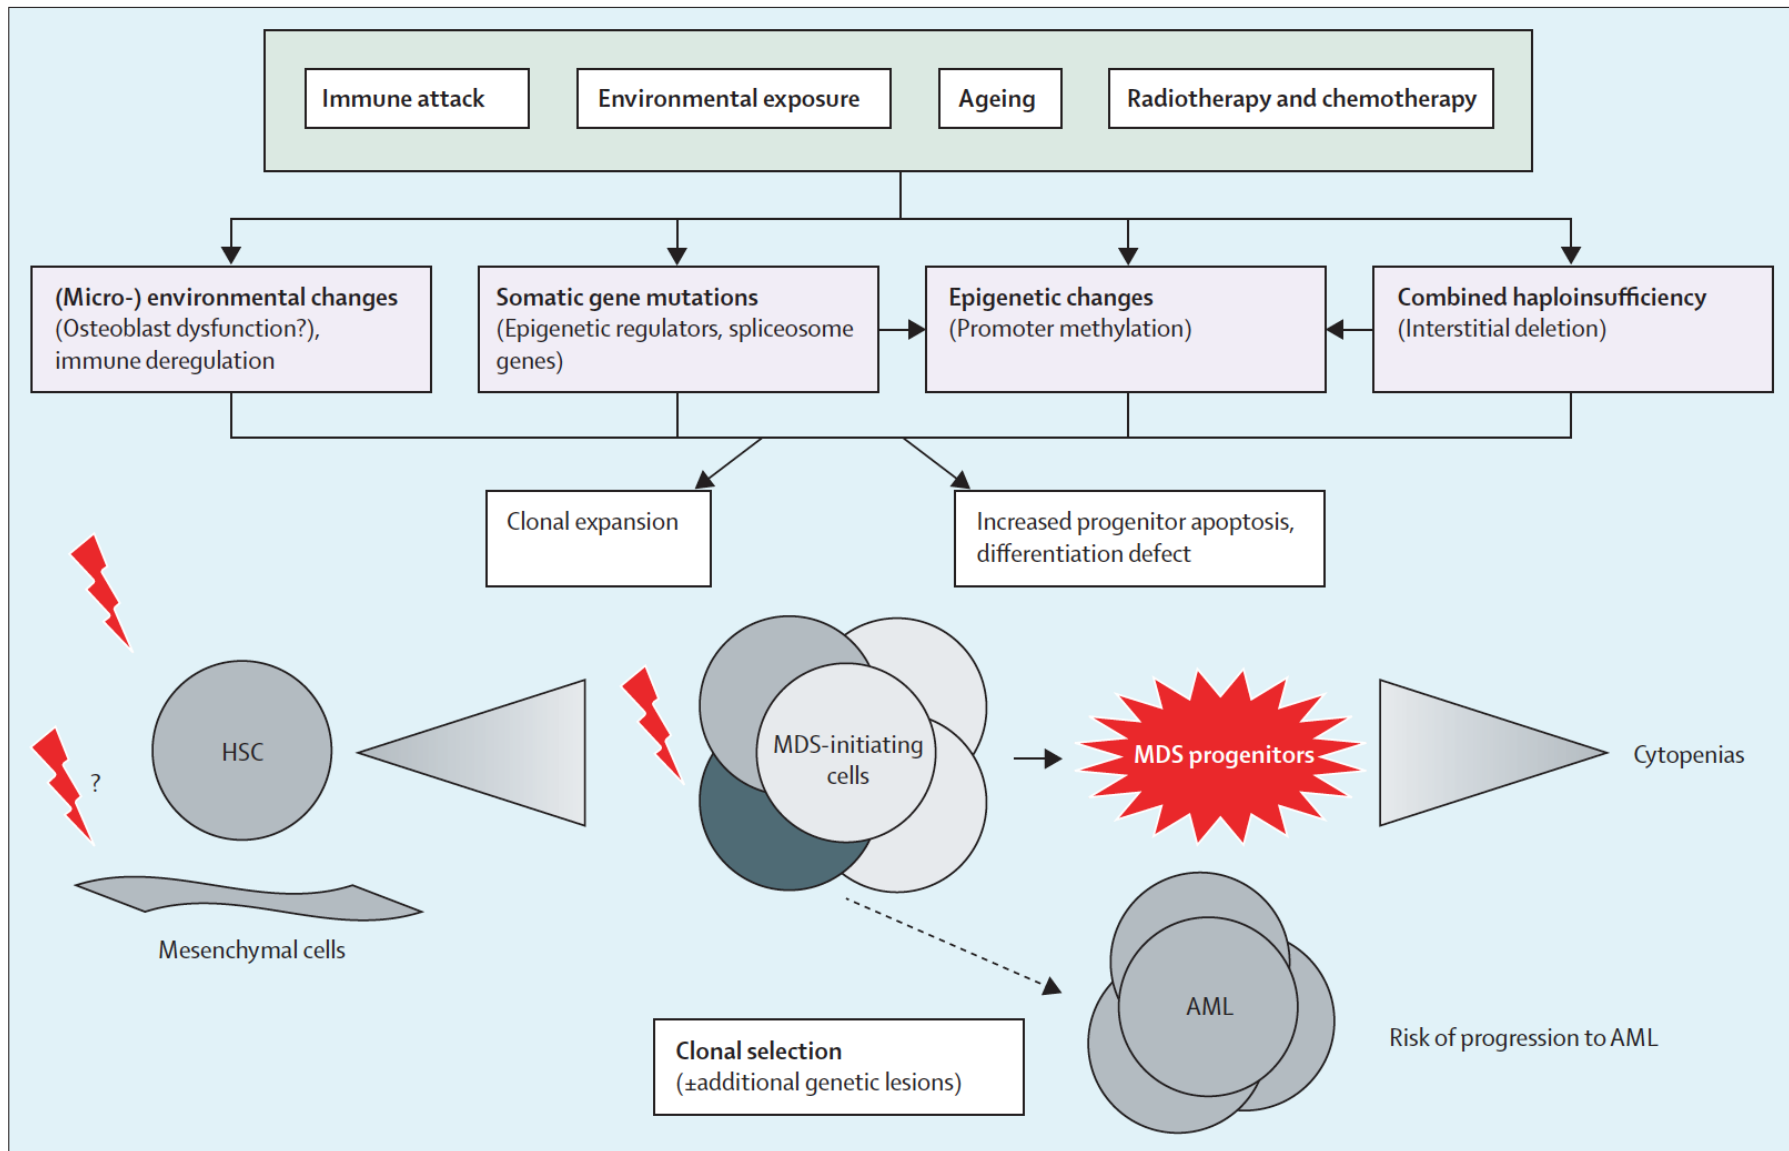 Immune attack
Environmental exposure
Ageing
Radiotherapy and chemotherapy
(Micro-) environmental changes
(Osteoblast dysfunction?),
immune deregulation
Somatic gene mutations
(Epigenetic regulators, spliceosome
genes)
Epigenetic changes
(Promoter methylation)
Combined haploinsufficiency
(Interstitial deletion)
Clonal expansion
Increased progenitor apoptosis,
differentiation defect
HSC
?
Mesenchymal cells
MDS-initiating
cells
MDS progenitors
Cytopenias
Clonal selection
(±additional genetic lesions)
AML
Risk of progression to AML